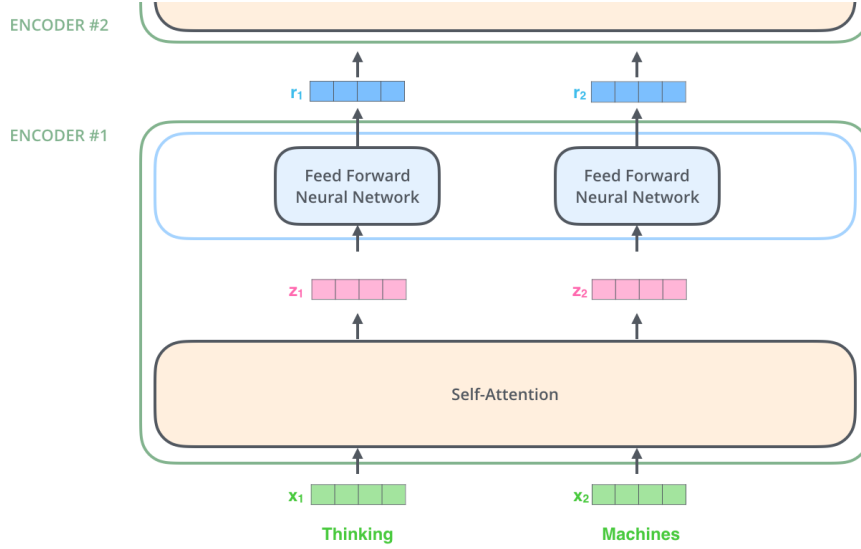 ENCODER #2
r₁
r₂
ENCODER #1
Feed Forward
Neural Network
Feed Forward
Neural Network
z₁
z₂
Self-Attention
x₁
x₂
Thinking
Machines